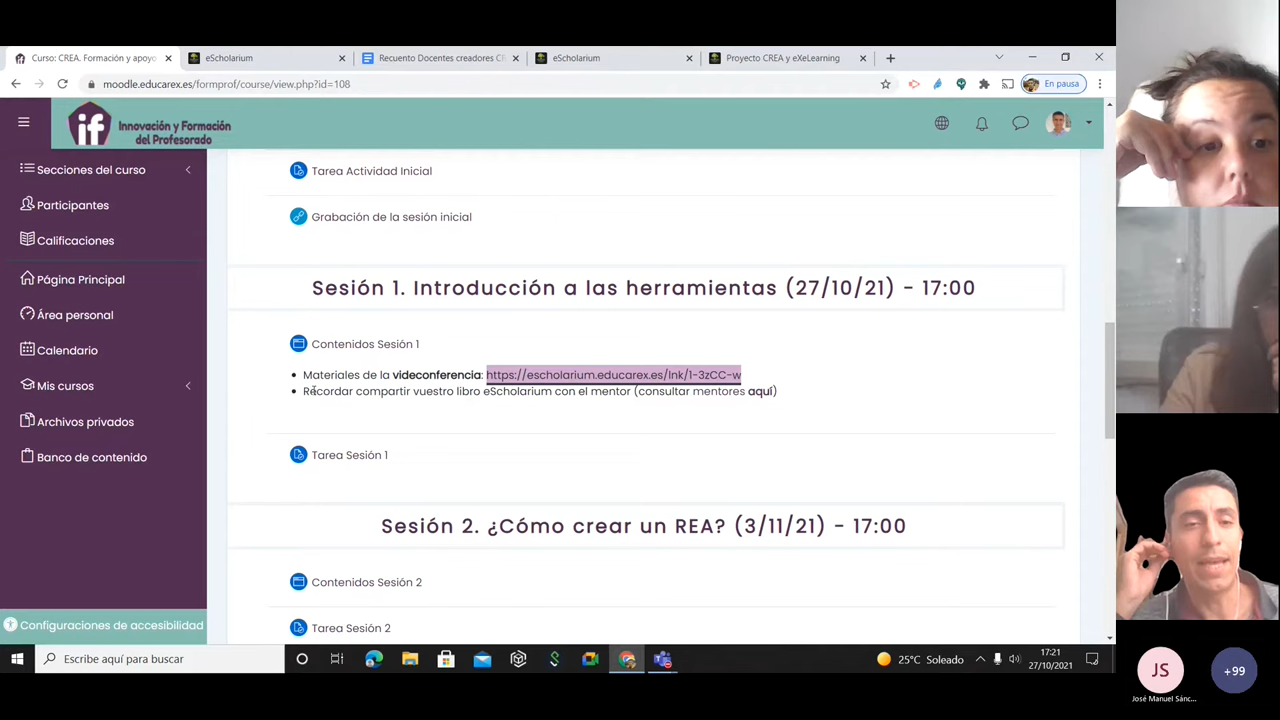 Curso: CREA. Formación y apoyo
eScholarium
Recuento Docentes creadores CR
eScholarium
Proyecto CREA y eXeLearning
moodle.educarex.es/formprof/course/view.php?id=108
En pausa
if
Innovación y Formación
del Profesorado
Secciones del curso
Participantes
Calificaciones
Página Principal
Área personal
Calendario
Mis cursos
Archivos privados
Banco de contenido
Configuraciones de accesibilidad
Tarea Actividad Inicial
Grabación de la sesión inicial
Sesión 1. Introducción a las herramientas (27/10/21) - 17:00
Contenidos Sesión 1
Materiales de la videconferencia: https://escholarium.educarex.es/lnk/1-3zCC-w
Recordar compartir vuestro libro eScholarium con el mentor (consultar mentores aquí)
Tarea Sesión 1
Sesión 2. ¿Cómo crear un REA? (3/11/21) - 17:00
Contenidos Sesión 2
Tarea Sesión 2
Escribe aquí para buscar
25°C Soleado
17:21
27/10/2021
JS
José Manuel Sánc...
+99